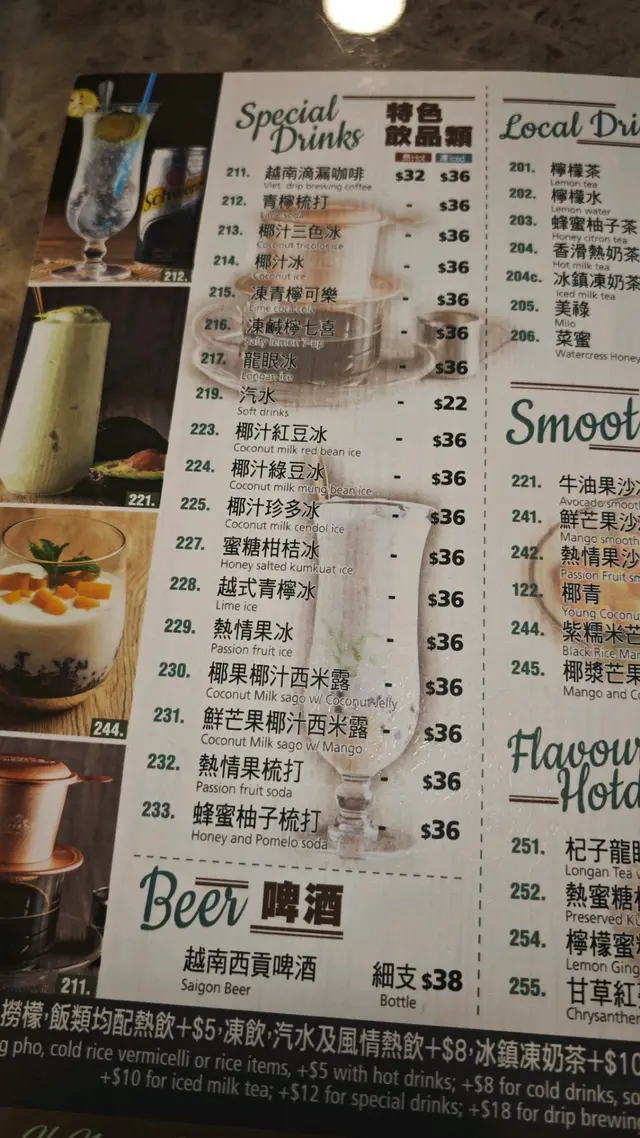 Special Drinks 特色飲品類
熱Hot 凍Iced
211. 越南滴漏咖啡 $32 $36
Viet. drip brewing coffee
212. 青檸梳打 - $36
Lime soda
213. 椰汁三色冰 - $36
Coconut tricolor ice
214. 椰汁冰 - $36
Coconut ice
215. 凍青檸可樂 - $36
Lime coca cola
216. 凍鹹檸七喜 - $36
Salty lemon 7-up
217. 龍眼冰 - $36
Longan ice
219. 汽水 - $22
Soft drinks
223. 椰汁紅豆冰 - $36
Coconut milk red bean ice
224. 椰汁綠豆冰 - $36
Coconut milk mung bean ice
225. 椰汁珍多冰 - $36
Coconut milk cendol ice
227. 蜜糖柑桔冰 - $36
Honey salted kumkuat ice
228. 越式青檸冰 - $36
Lime ice
229. 熱情果冰 - $36
Passion fruit ice
230. 椰果椰汁西米露 - $36
Coconut Milk sago w/ Coconut Jelly
231. 鮮芒果椰汁西米露 - $36
Coconut Milk sago w/ Mango
232. 熱情果梳打 - $36
Passion fruit soda
233. 蜂蜜柚子梳打 - $36
Honey and Pomelo soda
Beer 啤酒
越南西貢啤酒 細支 $38
Saigon Beer Bottle
Local Dri
201. 檸檬茶
Lemon tea
202. 檸檬水
Lemon water
203. 蜂蜜柚子茶
Honey citron tea
204. 香滑熱奶茶
Hot milk tea
204c. 冰鎮凍奶茶
Iced milk tea
205. 美祿
Milo
206. 菜蜜
Watercress Honey
Smoot
221. 牛油果沙
Avocado smoot
241. 鮮芒果沙
Mango smooth
242. 熱情果沙
Passion Fruit sm
122. 椰青
Young Coconu
244. 紫糯米芒
Black Rice Man
245. 椰漿芒果
Mango and Co
Flavour
Hotd
251. 杞子龍眼
Longan Tea w
252. 熱蜜糖
Preserved Ku
254. 檸檬蜜
Lemon Ging
255. 甘草紅
Chrysanther
212.
Schwe
221.
244.
211.
撈檬，飯類均配熱飲+$5，凍飲，汽水及風情熱飲+$8，冰鎮凍奶茶+$10
g pho, cold rice vermicelli or rice items, +$5 with hot drinks; +$8 for cold drinks, so
+$10 for iced milk tea; +$12 for special drinks; +$18 for drip brewing